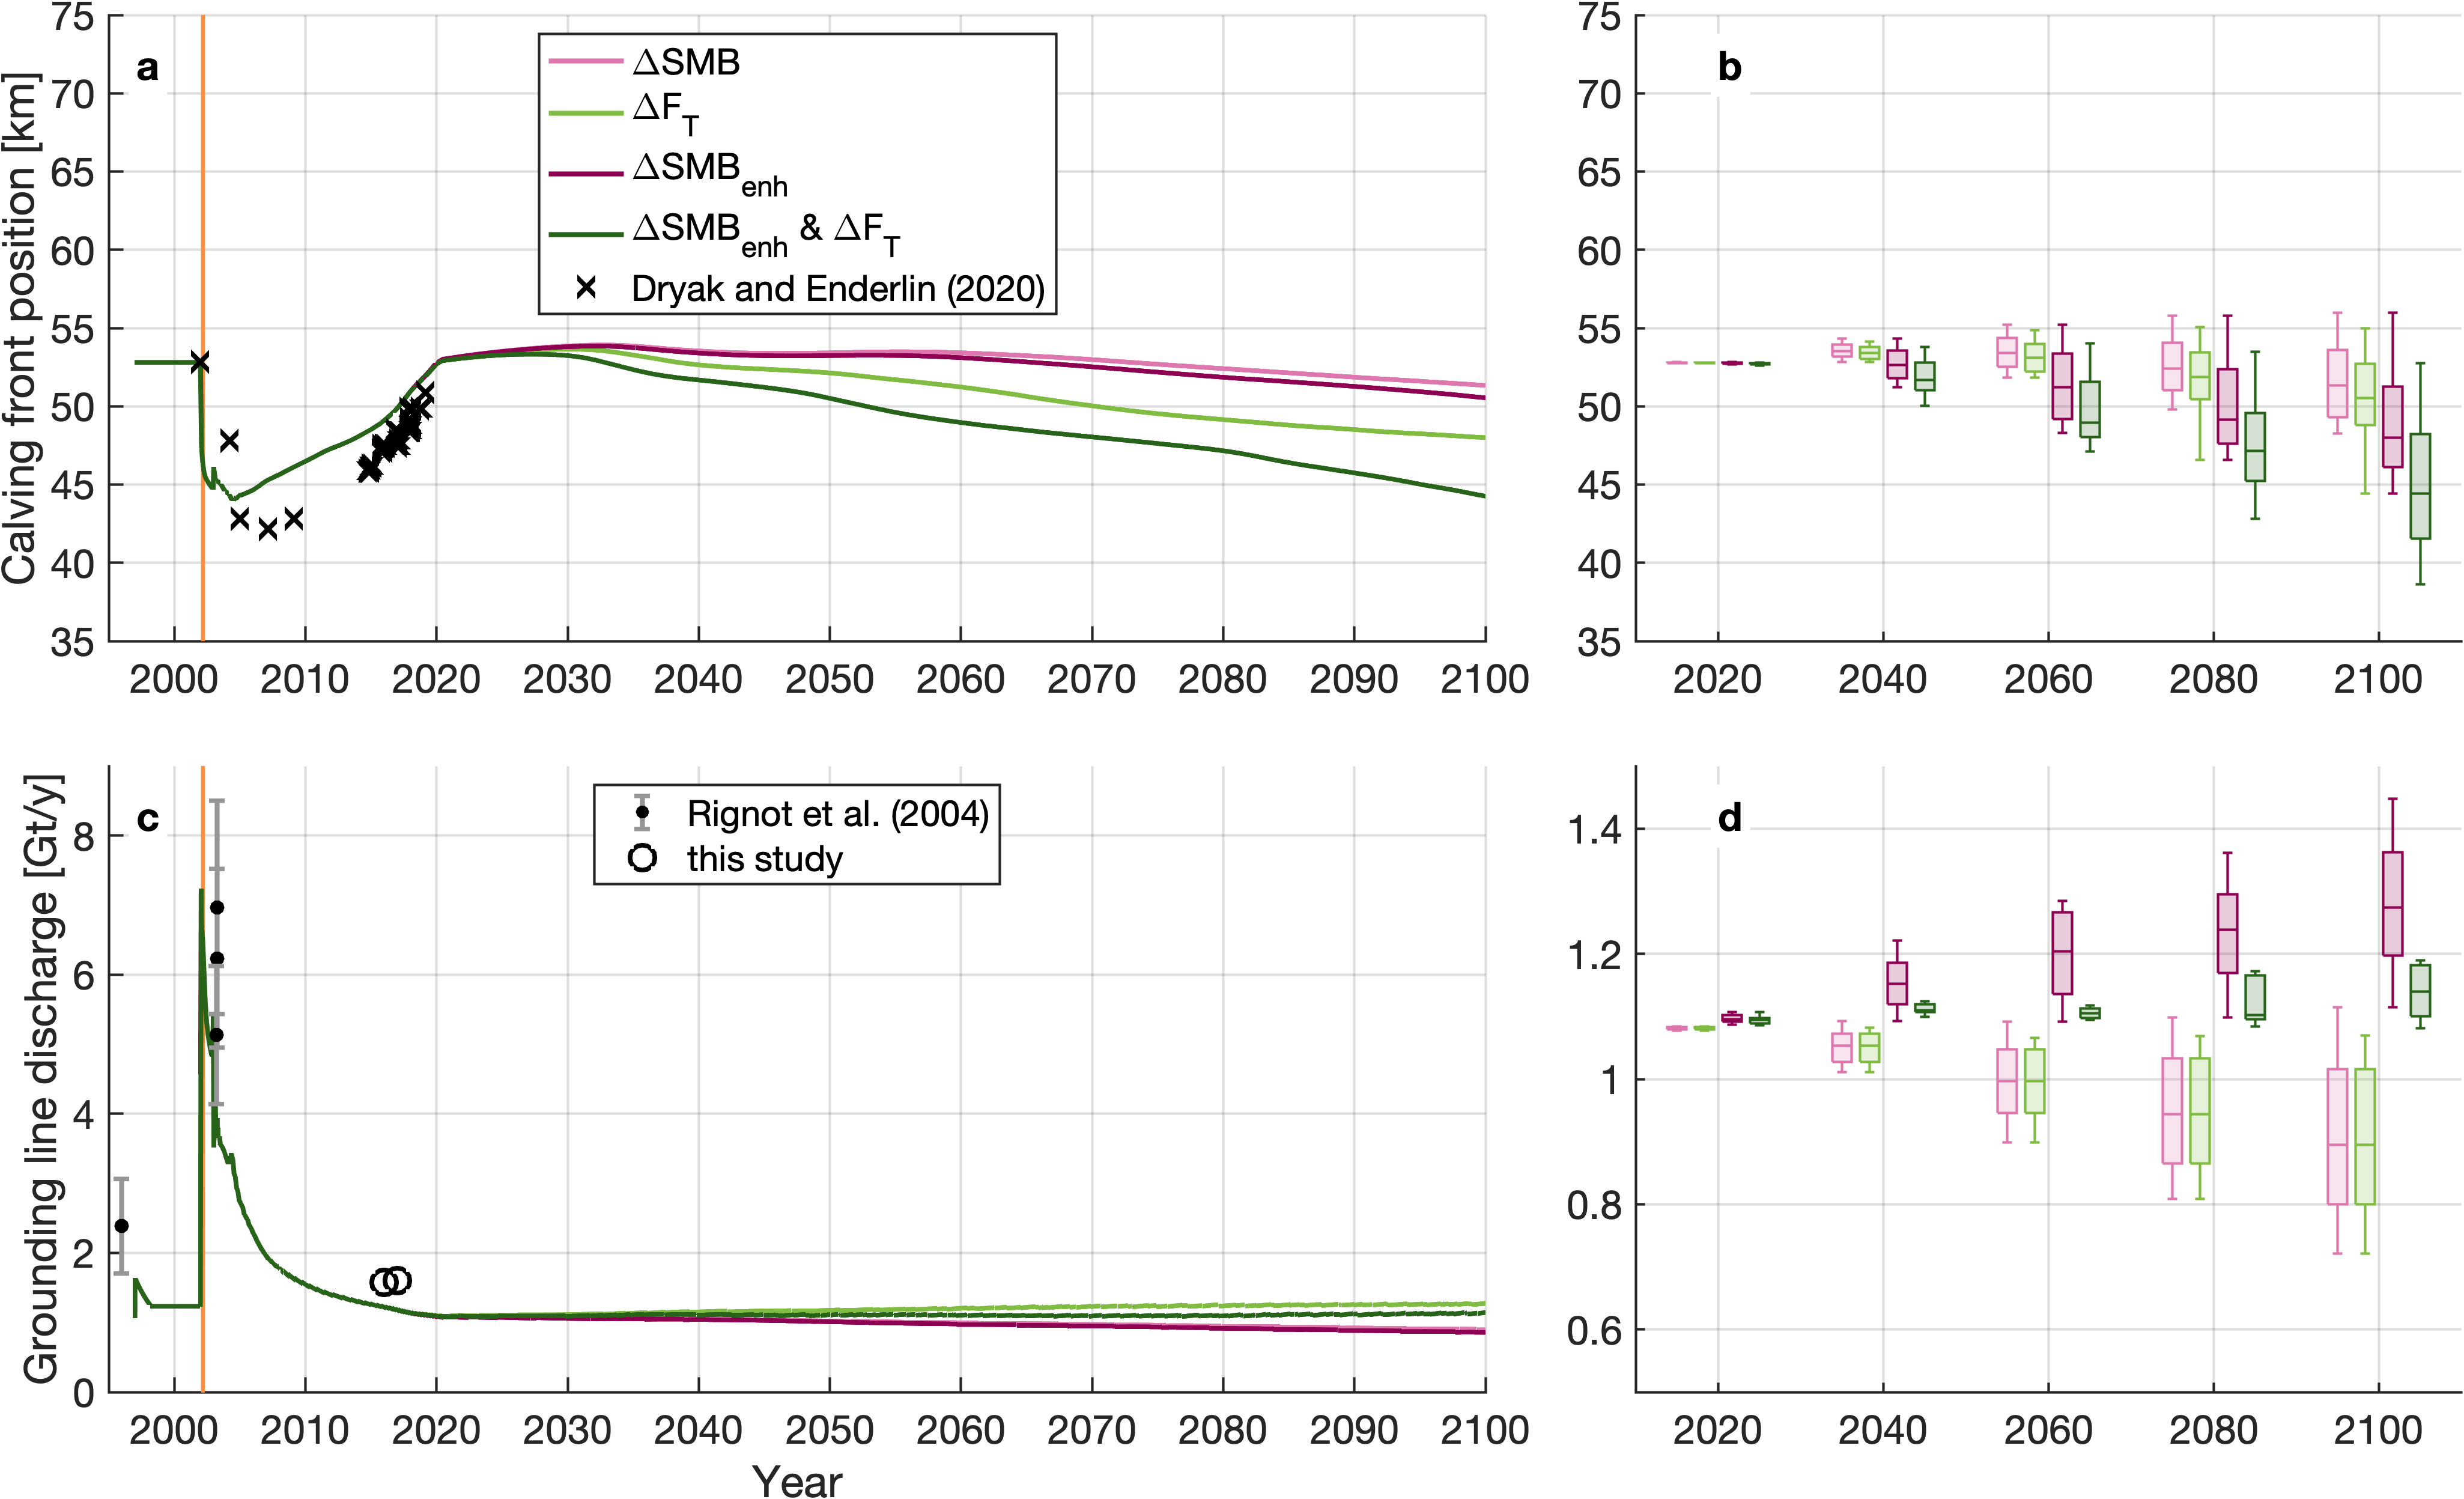 a
Calving front position [km]
75
70
65
60
55
50
45
40
35
ΔSMB
ΔF_T
ΔSMB_enh
ΔSMB_enh & ΔF_T
Dryak and Enderlin (2020)
2000 2010 2020 2030 2040 2050 2060 2070 2080 2090 2100
b
75
70
65
60
55
50
45
40
35
2020 2040 2060 2080 2100
c
Grounding line discharge [Gt/y]
8
6
4
2
0
Rignot et al. (2004)
this study
2000 2010 2020 2030 2040 2050 2060 2070 2080 2090 2100
Year
d
1.4
1.2
1
0.8
0.6
2020 2040 2060 2080 2100